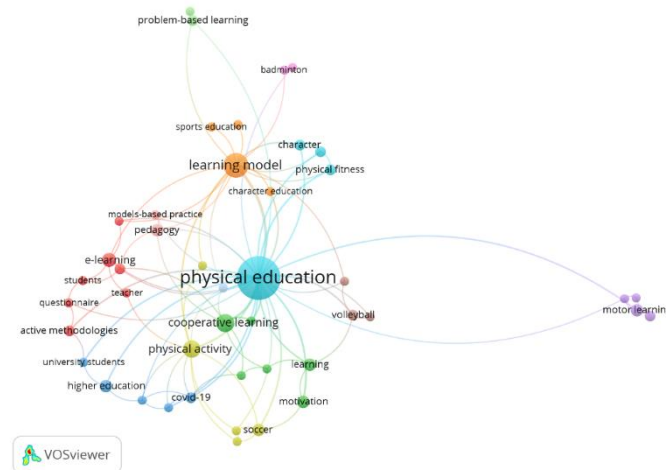 problem-based learning
badminton
sports education
character
learning model
physical fitness
character education
models-based practice
pedagogy
e-learning
physical education
students
teacher
questionnaire
cooperative learning
volleyball
motor learnin
active methodologies
physical activity
university students
learning
higher education
covid-19
motivation
soccer
VOSviewer